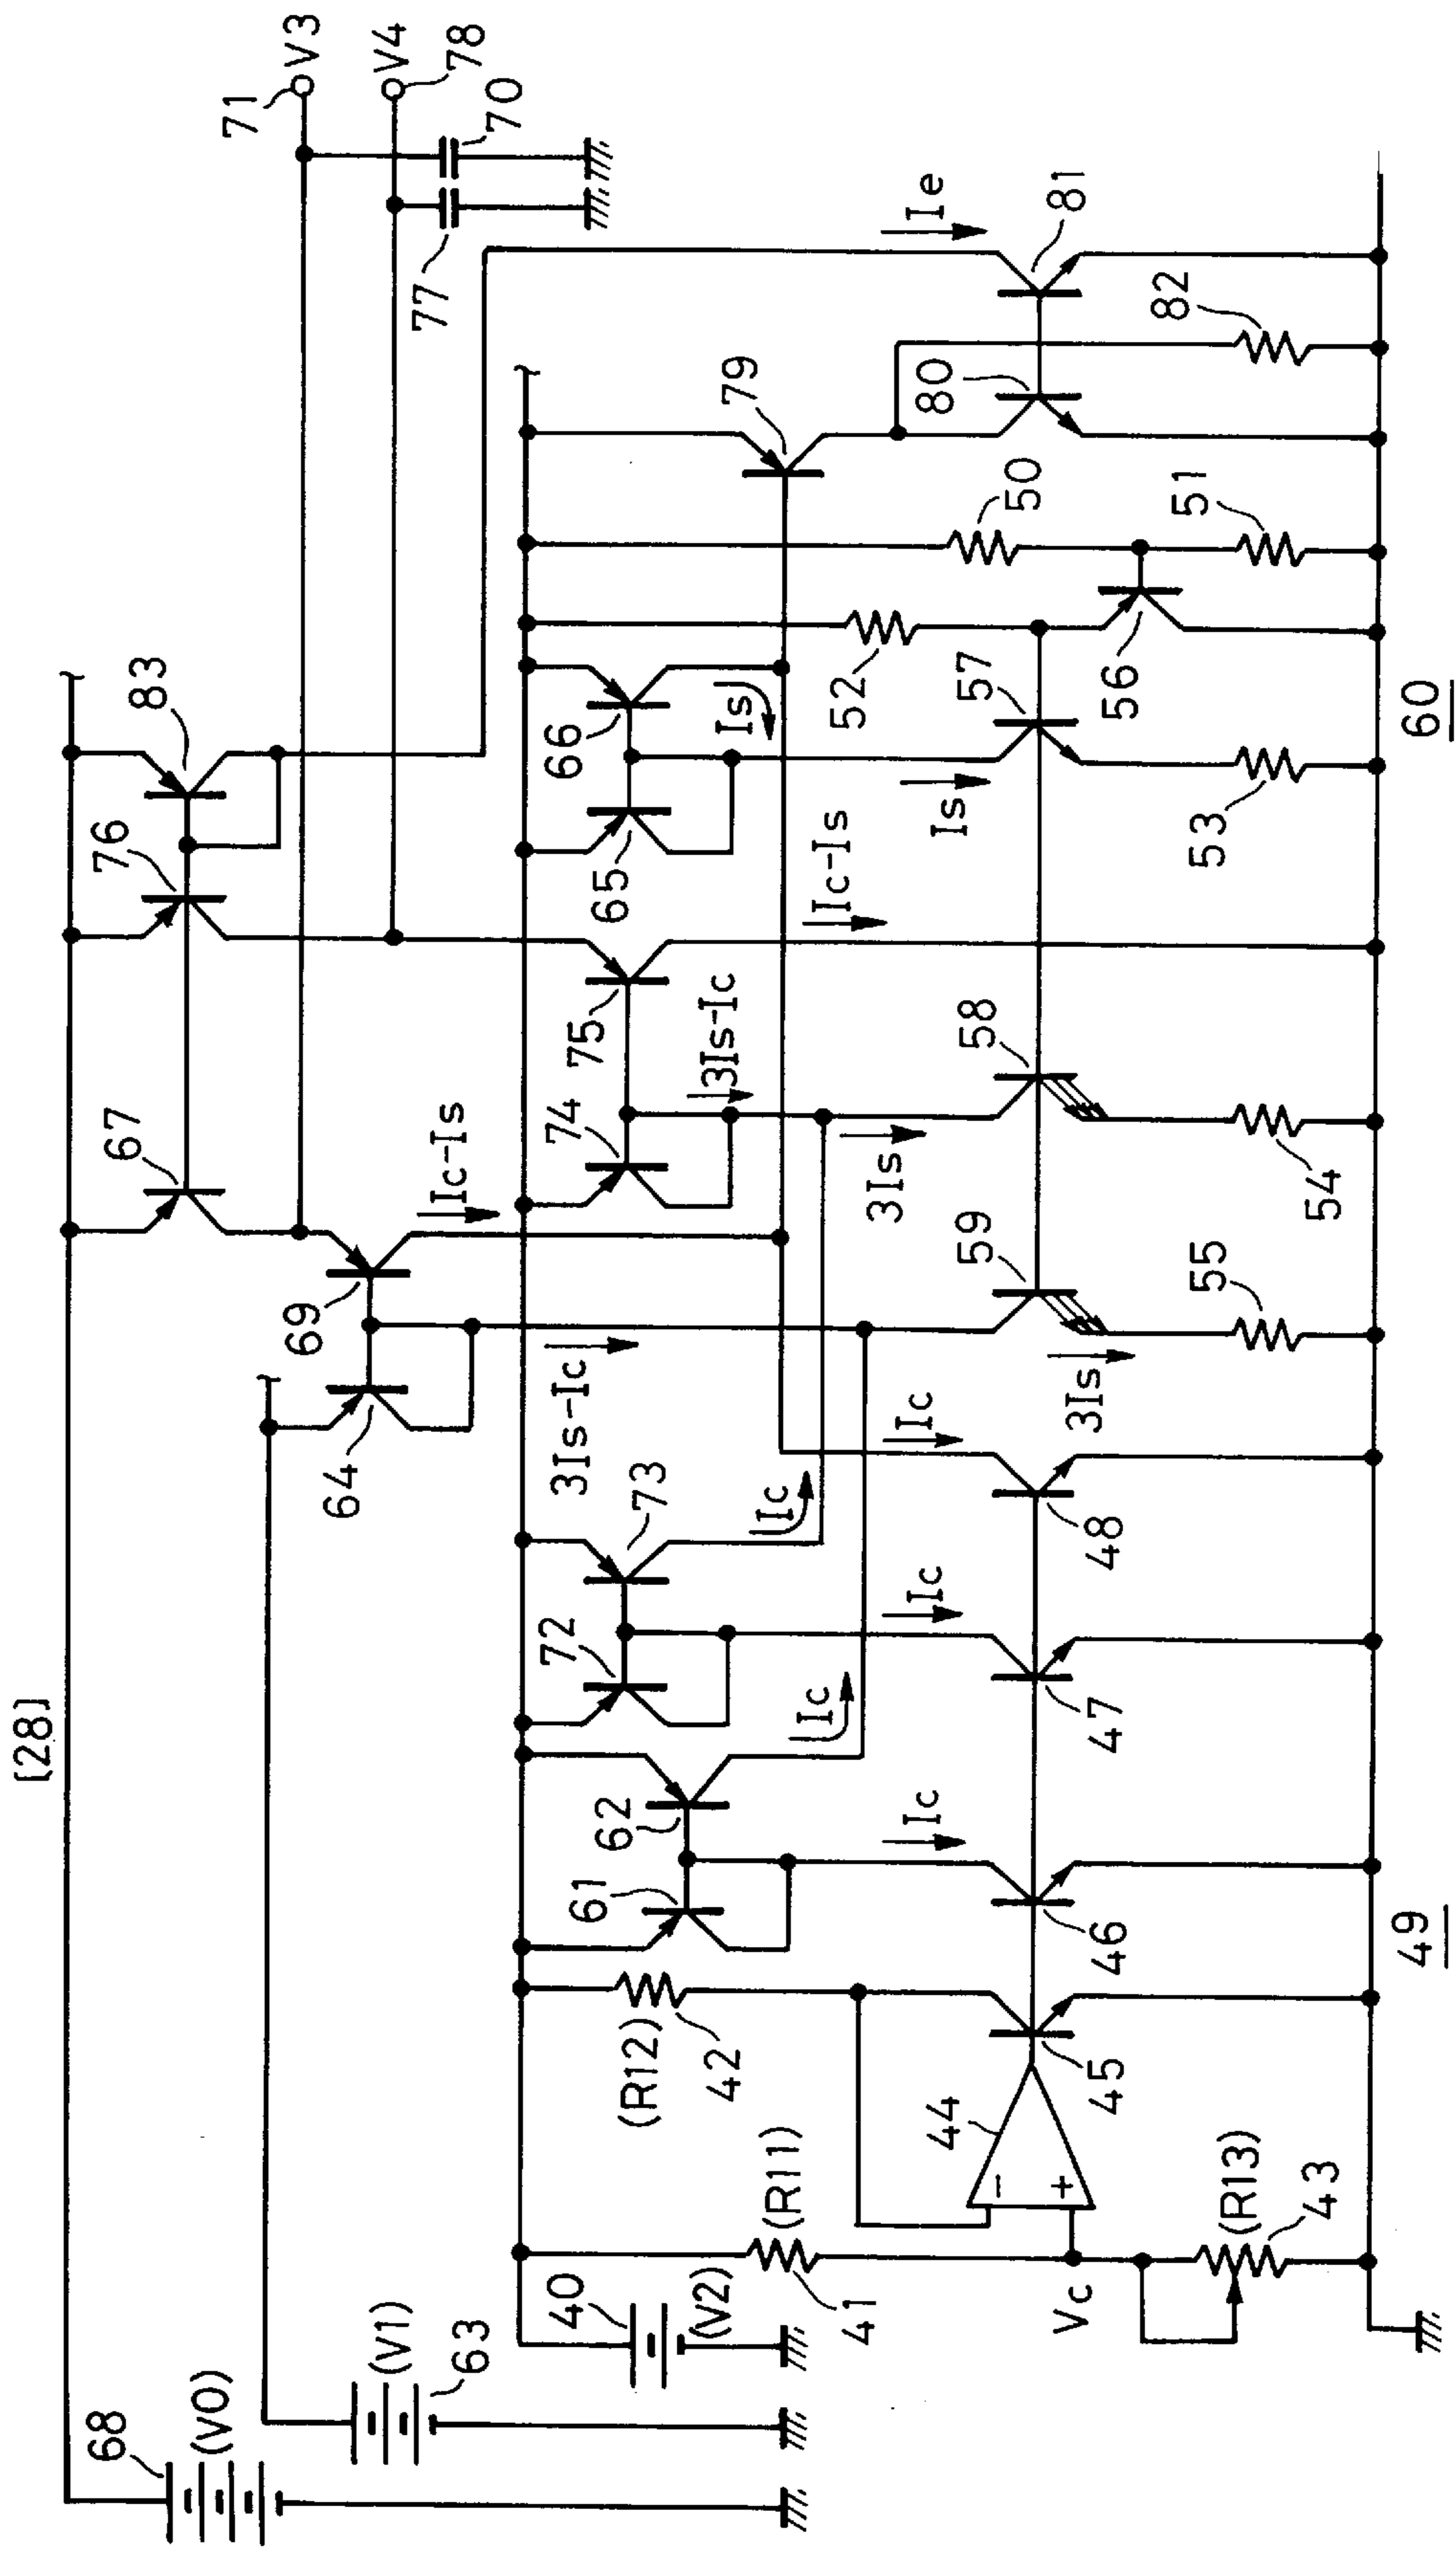 [28]
68
(V0)
(V1)
63
40
(V2)
(R11)
41
Vc
(R13)
43
44
−
+
(R12)
42
45
46
49
61
62
Ic
Ic
72
73
47
Ic
Ic
48
Ic
64
69
67
3Is-Ic
Ic-Is
59
3Is
55
74
75
3Is-Ic
3Is
58
54
76
83
65
66
Is
Is
Ic-Is
57
53
52
56
60
50
51
79
80
82
81
Ie
77
70
71
V3
V4
78